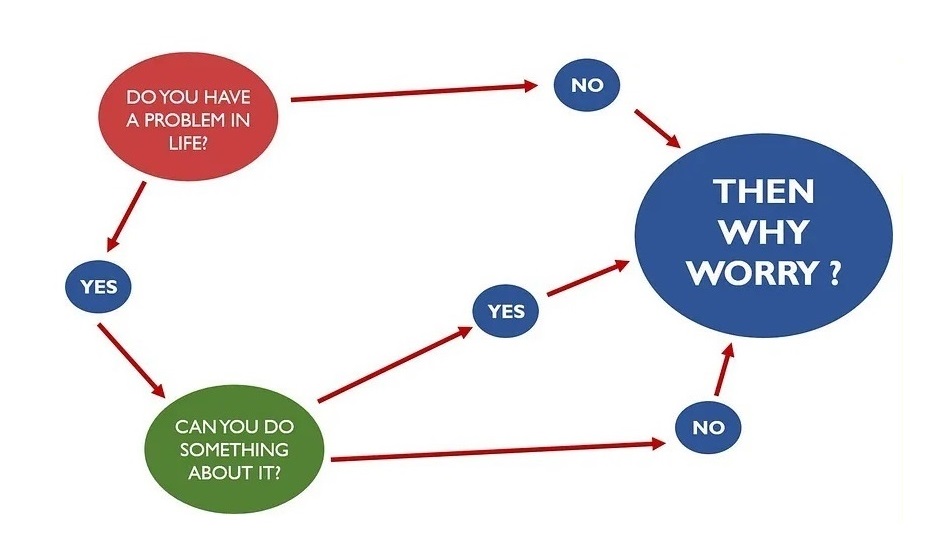 DO YOU HAVE
A PROBLEM IN
LIFE?
NO
THEN
WHY
WORRY ?
YES
YES
CAN YOU DO
SOMETHING
ABOUT IT?
NO